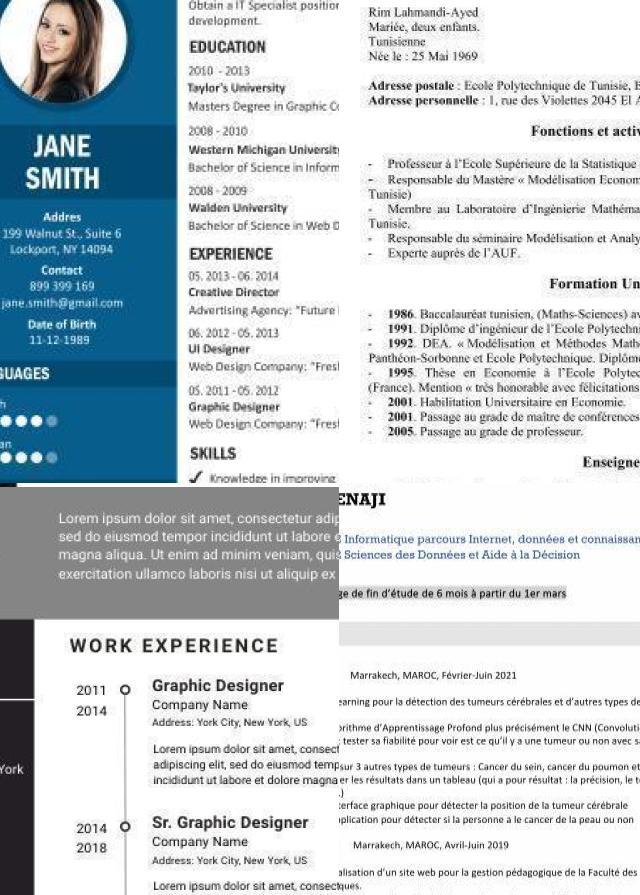 JANE
SMITH
Addres
199 Walnut St., Suite 6
Lockport, NY 14094
Contact
899 399 169
jane.smith@gmail.com
Date of Birth
11-12-1989
GUAGES
Obtain a IT Specialist position
development.
EDUCATION
2010 - 2013
Taylor's University
Masters Degree in Graphic
2008 - 2010
Western Michigan University
Bachelor of Science in Inform
2008 - 2009
Walden University
Bachelor of Science in Web
EXPERIENCE
05. 2013 - 06. 2014
Creative Director
Advertising Agency: "Future
06. 2012 - 05. 2013
UI Designer
Web Design Company: "Fresh
05. 2011 - 05. 2012
Graphic Designer
Web Design Company: "Fresh
SKILLS
Knowledge in improving
Rim Lahmandi-Ayed
Mariée, deux enfants.
Tunisienne
Née le : 25 Mai 1969
Adresse postale : Ecole Polytechnique de Tunisie,
Adresse personnelle : 1, rue des Violettes 2045 El A
Fonctions et activ
- Professeur à l'Ecole Supérieure de la Statistique
- Responsable du Mastère « Modélisation Econom
Tunisie)
- Membre au Laboratoire d'Ingénierie Mathéma
Tunisie.
- Responsable du séminaire Modélisation et Analy
- Experte auprés de l'AUF.
Formation Un
- 1986. Baccalauréat tunisien, (Maths-Sciences) av
- 1991. Diplôme d'ingénieur de l'Ecole Polytechni
- 1992. DEA. « Modélisation et Méthodes Math
Panthéon-Sorbonne et Ecole Polytechnique. Diplôm
- 1995. Thèse en Economie à l'Ecole Polytec
(France). Mention « très honorable avec félicitations
- 2001. Habilitation Universitaire en Economie.
- 2001. Passage au grade de maître de conférences
- 2005. Passage au grade de professeur.
Enseigne
Lorem ipsum dolor sit amet, consectetur adip
sed do eiusmod tempor incididunt ut labore
magna aliqua. Ut enim ad minim veniam, quis
exercitation ullamco laboris nisi ut aliquip ex
York
WORK EXPERIENCE
2011
2014
Graphic Designer
Company Name
Address: York City, New York, US
Lorem ipsum dolor sit amet, consect
adipiscing elit, sed do eiusmod temp
incididunt ut labore et dolore magna
2014
2018
Sr. Graphic Designer
Company Name
Address: York City, New York, US
Lorem ipsum dolor sit amet, consect
ENAJI
Informatique parcours Internet, données et connaissan
Sciences des Données et Aide à la Décision
ge de fin d'étude de 6 mois à partir du 1er mars
Marrakech, MAROC, Février-Juin 2021
earning pour la détection des tumeurs cérébrales et d'autres types de
orithme d'Apprentissage Profond plus précisément le CNN (Convoluti
tester sa fiabilité pour voir est ce qu'il y a une tumeur ou non avec sa
sur 3 autres types de tumeurs : Cancer du sein, cancer du poumon et
er les résultats dans un tableau (qui a pour résultat : la précision, le te
.)
terface graphique pour détecter la position de la tumeur cérébrale
plication pour détecter si la personne a le cancer de la peau ou non
Marrakech, MAROC, Avril-Juin 2019
alisation d'un site web pour la gestion pédagogique de la Faculté des
ques.